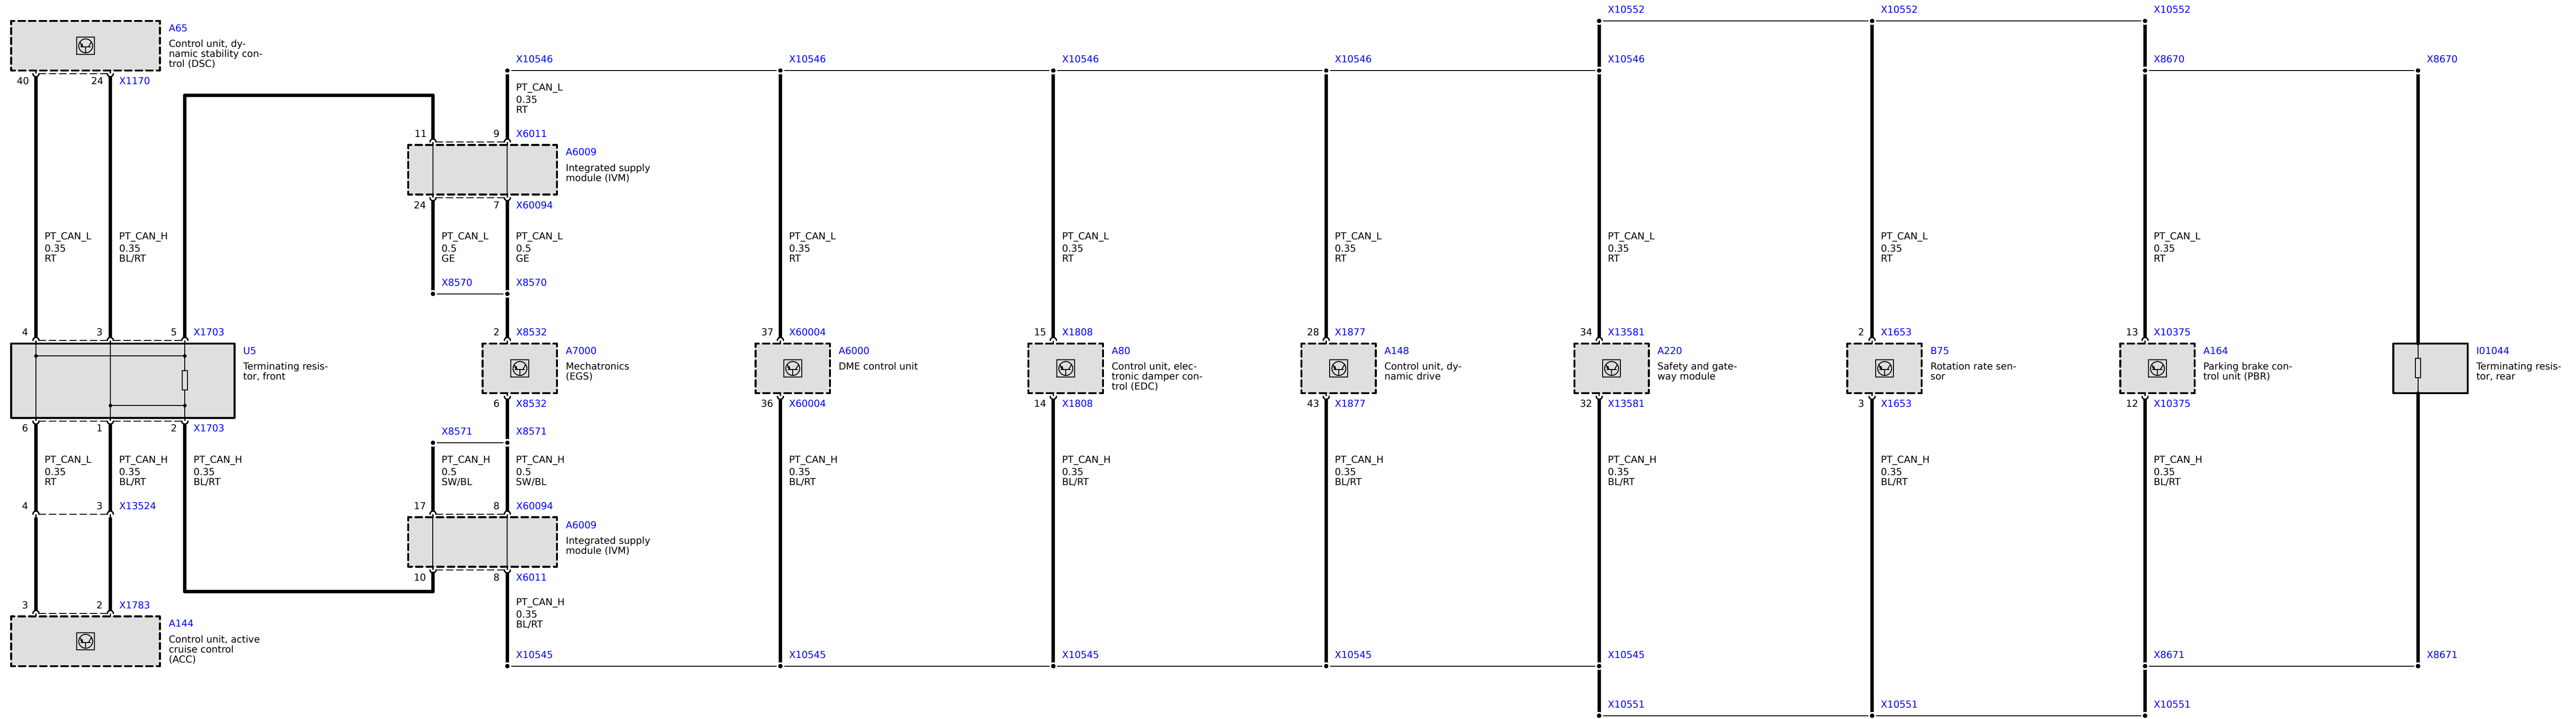 X10552 X10552 X10552
A65
Control unit, dy-
namic stability con-
trol (DSC)
X10546 X10546 X10546 X10546 X10546 X8670 X8670
40 24 X1170
PT_CAN_L
0.35
RT
11 9 X6011
A6009
Integrated supply
module (IVM)
24 7 X60094
PT_CAN_L PT_CAN_H PT_CAN_L PT_CAN_L PT_CAN_L PT_CAN_L PT_CAN_L PT_CAN_L PT_CAN_L PT_CAN_L
0.35 0.35 0.5 0.5 0.35 0.35 0.35 0.35 0.35 0.35
RT BL/RT GE GE RT RT RT RT RT RT
X8570 X8570
4 3 5 X1703 2 X8532 37 X60004 15 X1808 28 X1877 34 X13581 2 X1653 13 X10375
U5
Terminating resis-
tor, front
A7000
Mechatronics
(EGS)
A6000
DME control unit
A80
Control unit, elec-
tronic damper con-
trol (EDC)
A148
Control unit, dy-
namic drive
A220
Safety and gate-
way module
B75
Rotation rate sen-
sor
A164
Parking brake con-
trol unit (PBR)
I01044
Terminating resis-
tor, rear
6 X8532 36 X60004 14 X1808 43 X1877 32 X13581 3 X1653 12 X10375
6 1 2 X1703
X8571 X8571
PT_CAN_L PT_CAN_H PT_CAN_H PT_CAN_H PT_CAN_H PT_CAN_H PT_CAN_H PT_CAN_H PT_CAN_H PT_CAN_H PT_CAN_H
0.35 0.35 0.35 0.5 0.5 0.35 0.35 0.35 0.35 0.35 0.35
RT BL/RT BL/RT SW/BL SW/BL BL/RT BL/RT BL/RT BL/RT BL/RT BL/RT
4 3 X13524 17 8 X60094
A6009
Integrated supply
module (IVM)
10 8 X6011
3 2 X1783
PT_CAN_H
0.35
BL/RT
A144
Control unit, active
cruise control
(ACC)
X10545 X10545 X10545 X10545 X10545 X8671 X8671
X10551 X10551 X10551